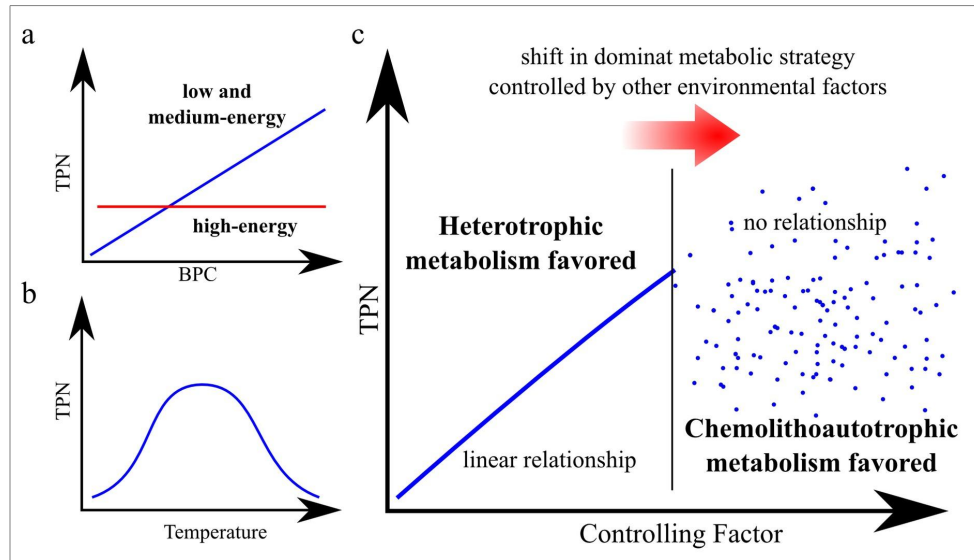 a
TPN
low and
medium-energy
high-energy
BPC
b
TPN
Temperature
c
shift in dominat metabolic strategy
controlled by other environmental factors
TPN
Heterotrophic
metabolism favored
no relationship
linear relationship
Chemolithoautotrophic
metabolism favored
Controlling Factor